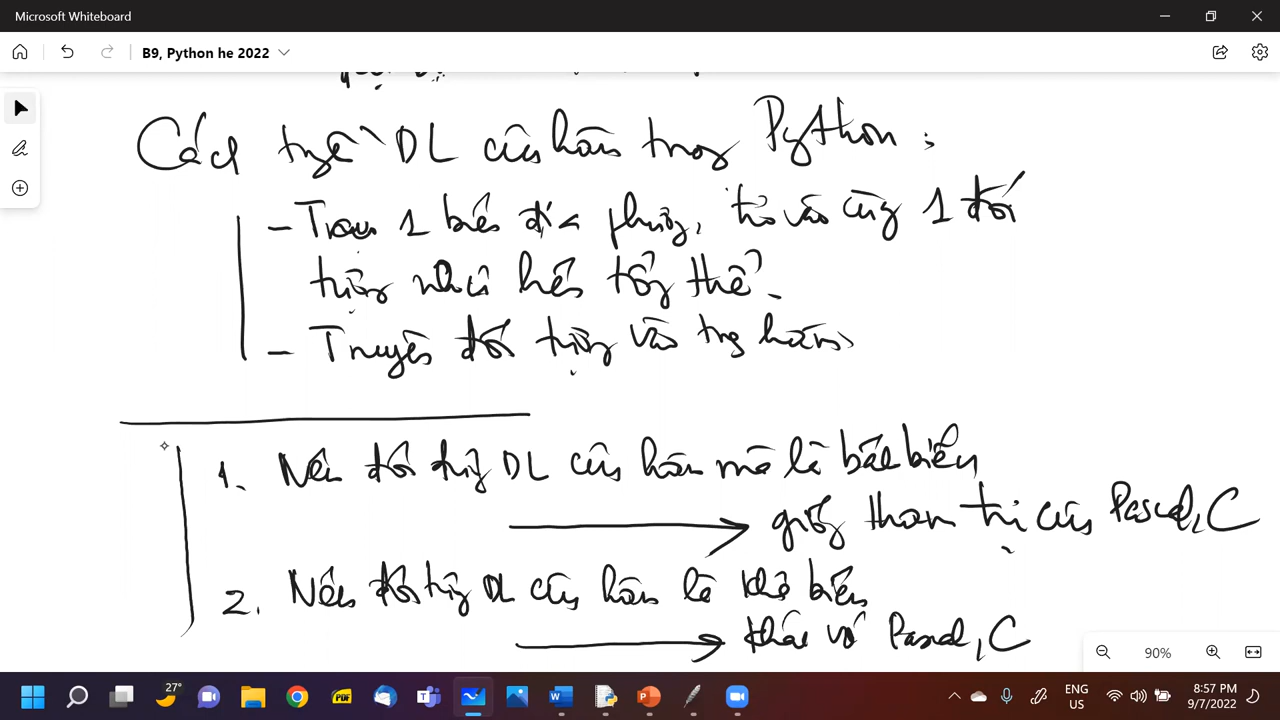 Microsoft Whiteboard
B9, Python he 2022
Cách truyền DL của hàm trong Python:
- Trao 1 biến địa phương, trỏ vào cùng 1 đối
tượng như biến tổng thể.
- Truyền đối tượng vào trong hàm
1. Nếu đối tượng DL của hàm mà là bất biến
giống tham trị của Pascal, C
2. Nếu đối tượng DL của hàm là khả biến
khác với Pascal, C
90%
27°
ENG
US
8:57 PM
9/7/2022